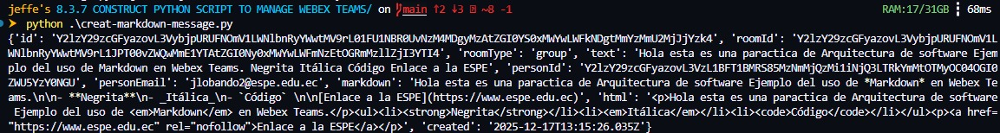 jeffe's 8.3.7 CONSTRUCT PYTHON SCRIPT TO MANAGE WEBEX TEAMS/ on main ↑2 ↓3 ~8 -1 RAM:17/31GB 68ms
python .\creat-markdown-message.py
{'id': 'Y2lzY29zcGFyazovL3VybjpURUFNOmV1LWNlbnRyYWwtMV9rL01FU1NBR0UvNzM4MDgyMzAtZGI0YS0xMWYwLWFkNDgtMmYzMmU2MjJjYzk4', 'roomId': 'Y2lzY29zcGFyazovL3VybjpURUFNOmV1L
WNlbnRyYWwtMV9rL1JPT00vZWQwMmE1YTAtZGI0Ny0xMWYwLWFmNzEtOGRmMzllZjI3YTI4', 'roomType': 'group', 'text': 'Hola esta es una paractica de Arquitectura de software Ejem
plo del uso de Markdown en Webex Teams. Negrita Itálica Código Enlace a la ESPE', 'personId': 'Y2lzY29zcGFyazovL3VzL1BFT1BMRS85MzNmMjQzMi1iNjQ3LTRkYmMtOTMyOC04OGI0
ZWU5YzY0NGU', 'personEmail': 'jlobando2@espe.edu.ec', 'markdown': 'Hola esta es una paractica de Arquitectura de software Ejemplo del uso de *Markdown* en Webex Te
ams.\n\n- **Negrita**\n- _Itálica_\n- `Código` \n\n[Enlace a la ESPE](https://www.espe.edu.ec)', 'html': '<p>Hola esta es una paractica de Arquitectura de software
Ejemplo del uso de <em>Markdown</em> en Webex Teams.</p><ul><li><strong>Negrita</strong></li><li><em>Itálica</em></li><li><code>Código</code></li></ul><p><a href=
"https://www.espe.edu.ec" rel="nofollow">Enlace a la ESPE</a></p>', 'created': '2025-12-17T13:15:26.035Z'}